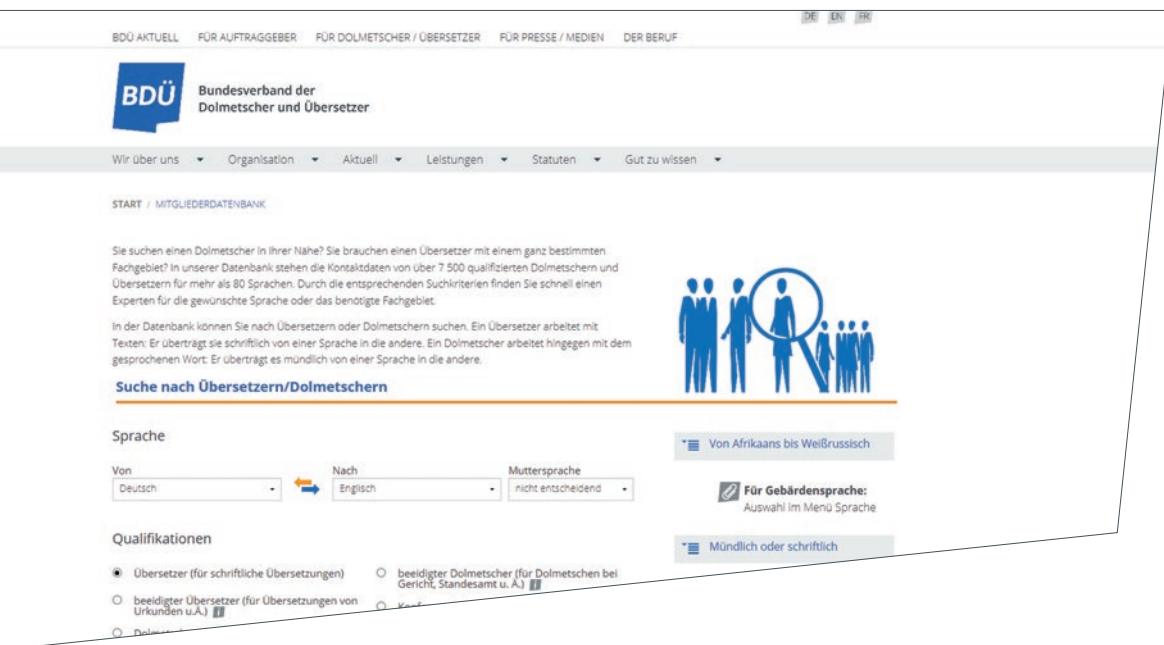 DE EN FR
BDÜ AKTUELL FÜR AUFTRAGGEBER FÜR DOLMETSCHER / ÜBERSETZER FÜR PRESSE / MEDIEN DER BERUF
BDÜ
Bundesverband der
Dolmetscher und Übersetzer
Wir über uns Organisation Aktuell Leistungen Statuten Gut zu wissen
START / MITGLIEDERDATENBANK
Sie suchen einen Dolmetscher in Ihrer Nähe? Sie brauchen einen Übersetzer mit einem ganz bestimmten
Fachgebiet? In unserer Datenbank stehen die Kontaktdaten von über 7 500 qualifizierten Dolmetschern und
Übersetzern für mehr als 80 Sprachen. Durch die entsprechenden Suchkriterien finden Sie schnell einen
Experten für die gewünschte Sprache oder das benötigte Fachgebiet.
In der Datenbank können Sie nach Übersetzern oder Dolmetschern suchen. Ein Übersetzer arbeitet mit
Texten: Er überträgt sie schriftlich von einer Sprache in die andere. Ein Dolmetscher arbeitet hingegen mit dem
gesprochenen Wort: Er überträgt es mündlich von einer Sprache in die andere.
Suche nach Übersetzern/Dolmetschern
Sprache
Von Nach Muttersprache
Deutsch Englisch nicht entscheidend
Von Afrikaans bis Weißrussisch
Für Gebärdensprache:
Auswahl im Menü Sprache
Mündlich oder schriftlich
Qualifikationen
Übersetzer (für schriftliche Übersetzungen)
beeidigter Dolmetscher (für Dolmetschen bei
Gericht, Standesamt u. Ä.)
beeidigter Übersetzer (für Übersetzungen von
Urkunden u.Ä.)